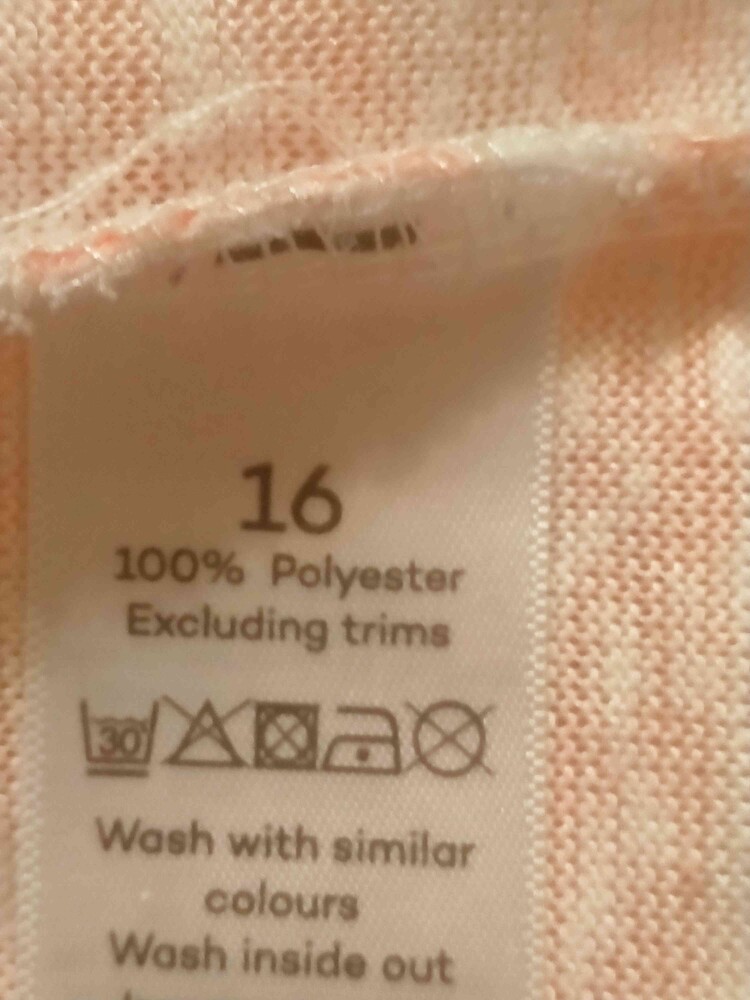 16
100% Polyester
Excluding trims
30
Wash with similar
colours
Wash inside out